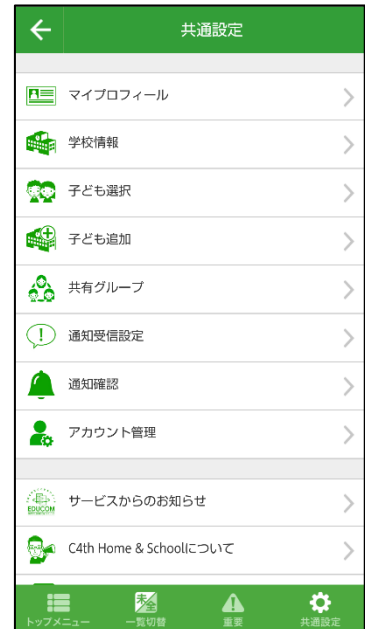 共通設定
マイプロフィール
学校情報
子ども選択
子ども追加
共有グループ
通知受信設定
通知確認
アカウント管理
EDUCOM
サービスからのお知らせ
C4th Home & Schoolについて
未全
トップメニュー 一覧切替 重要 共通設定